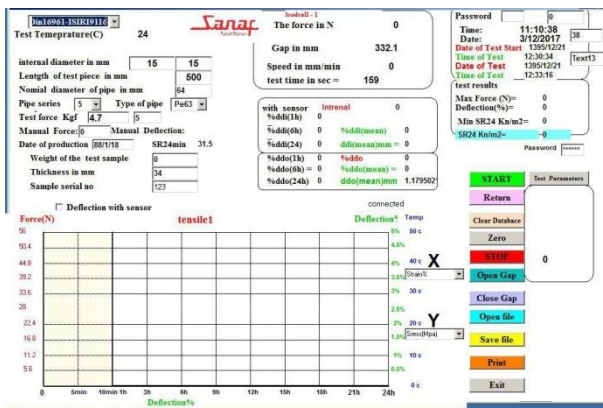 Din16961-ISIRI9116
Test Temeprature(C) 24
internal diameter in mm 15 15
Leangth of test piece in mm 500
Nomial diameter of pipe in mm 64
Pipe series 5 Type of pipe Pe63
Test force Kgf 4.7 5
Manual Force: 0 Manual Deflection:
Date of production 88/1/18 SR24min 31.5
Weight of the test sample 0
Thickness in mm 34
Sample serial no 123
Deflection with sensor
Sanaf
loadcell - 1
The force in N 0
Gap in mm 332.1
Speed in mm/min 0
test time in sec = 159
with sensor Intrenal 0
%ddi(1h) 0
%ddi(6h) 0 %ddi(mean) 0
%ddi(24) 0 ddi(mean)mm = 0
%ddo(1h) 0 %ddo 0
%ddo(6h) = 0 %ddo(mean) = 0
%ddo(24h) 0 ddo(mean)mm 1.179502
connected
Password 0
Time: 11:10:38
Date: 3/12/2017 38
Date of Test Start 1395/12/21
Time of Test 12:30:34 Text13
Date of Test 1395/12/21
Time of Test 12:33:16
test results
Max Force (N)= 0
Deflection(%)= 0
Min SR24 Kn/m2= 0
SR24 Kn/m2= 0
Password ******
START
Test Parameters
Return
Clear Database
Zero
STOP
0
Open Gap
Close Gap
Open file
Save file
Print
Exit
Force(N) tensile1 Deflection% Temp
56 5% 50 c
50.4 4.5%
44.8 4% 40 c X
39.2 3.5% Strain%
33.6 3% 30 c
28 2.5%
22.4 2% 20 c Y
16.8 1.5% Sress(Mpa)
11.2 1% 10 c
5.6 0.5%
0 c
0 5min 10min 1h 3h 6h 9h 12h 15h 18h 21h 24h
Deflection%